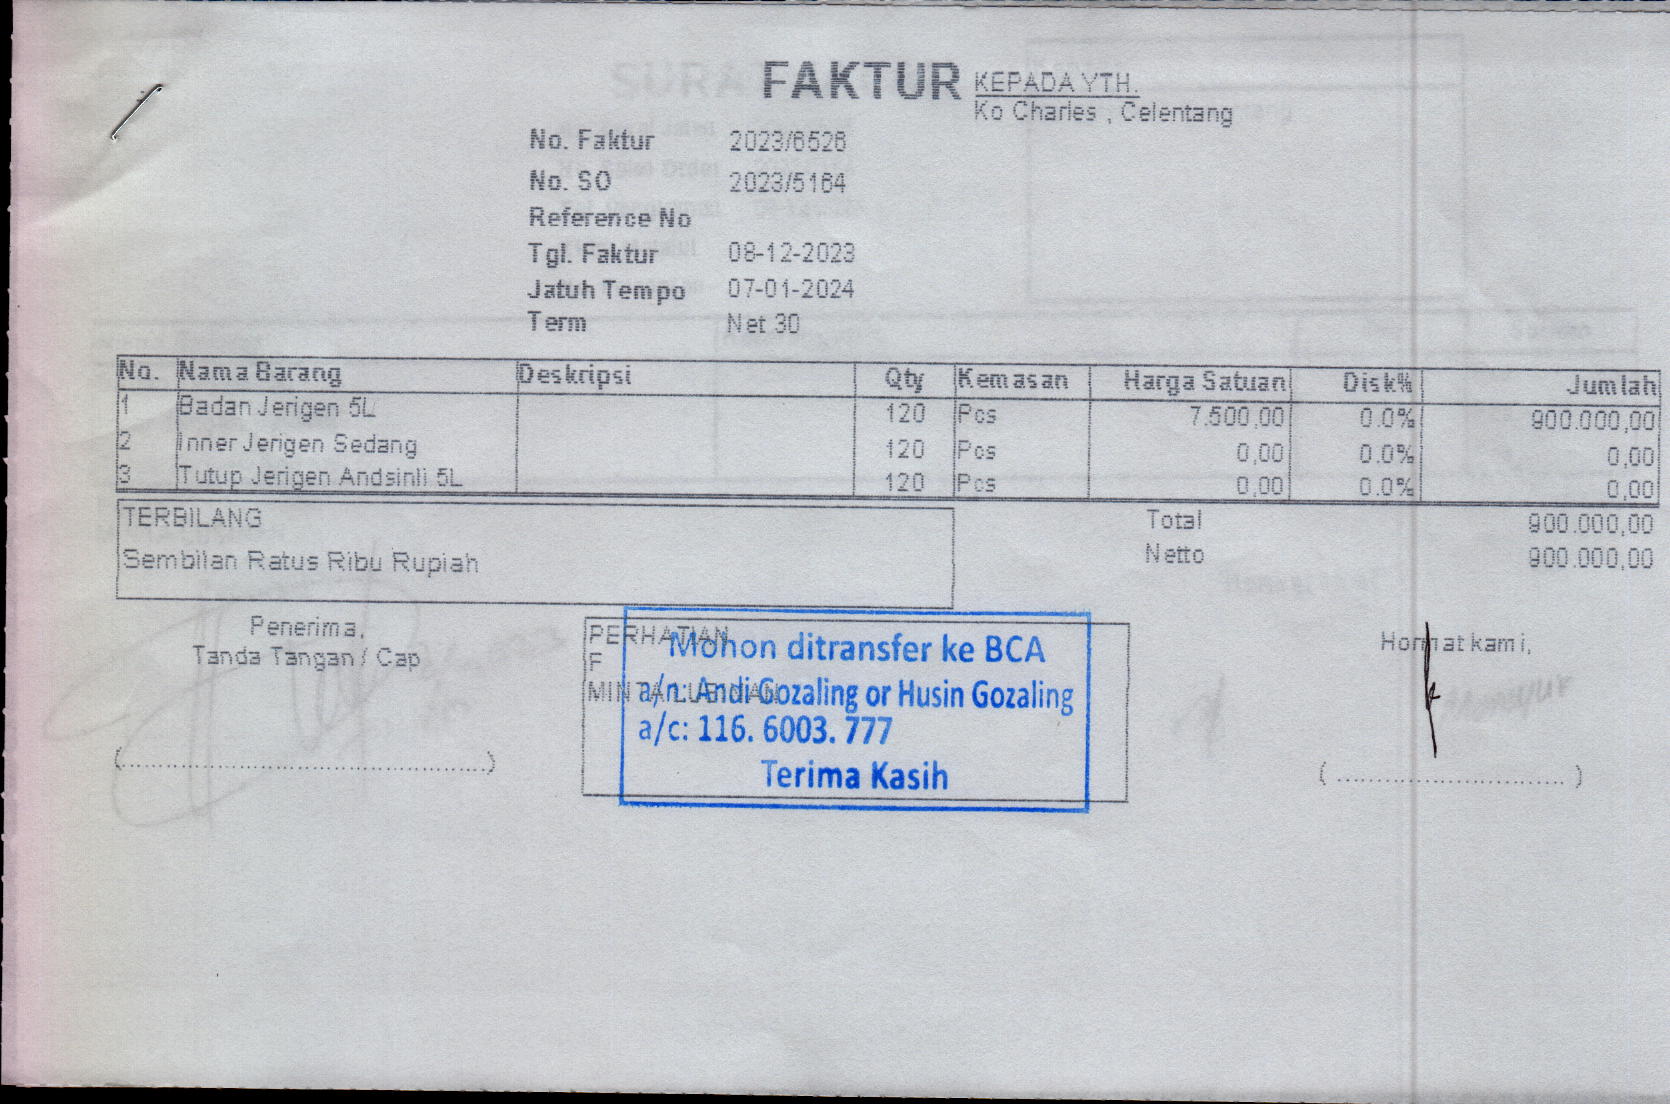 FAKTUR
KEPADA YTH.
Ko Charles , Celentang
No. Faktur 2023/6526
No. SO 2023/5164
Reference No
Tgl. Faktur 08-12-2023
Jatuh Tempo 07-01-2024
Term Net 30
No. Nama Barang Deskripsi Qty Kemasan Harga Satuan Disk% Jumlah
1 Badan Jerigen 5L 120 Pcs 7.500,00 0.0% 900.000,00
2 Inner Jerigen Sedang 120 Pcs 0,00 0.0% 0,00
3 Tutup Jerigen Andsinli 5L 120 Pcs 0,00 0.0% 0,00
TERBILANG
Sembilan Ratus Ribu Rupiah
Total 900.000,00
Netto 900.000,00
Penerima,
Tanda Tangan / Cap
PERHATIAN
F
Mohon ditransfer ke BCA
a/n: Andi Gozaling or Husin Gozaling
a/c: 116. 6003. 777
Terima Kasih
Hormat kami,